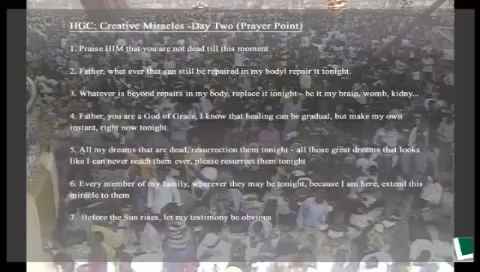 HGC: Creative Miracles -Day Two (Prayer Point)
1. Praise HIM that you are not dead till this moment
2. Father, what ever that can still be repaired in my bodyl repair it tonight.
3. Whatever is beyond repairs in my body, replace it tonight - be it my brain, womb, kidny...
4. Father, you are a God of Grace, I know that healing can be gradual, but make my own
instant, right now tonight.
5. All my dreams that are dead, resurrection them tonight - all those great dreams that looks
like I can never reach them ever, please resurrect them tonight
6. Every member of my family, wherever they may be tonight, because I am here, extend this
miracle to them
7. Before the Sun rises, let my testimony be obvious